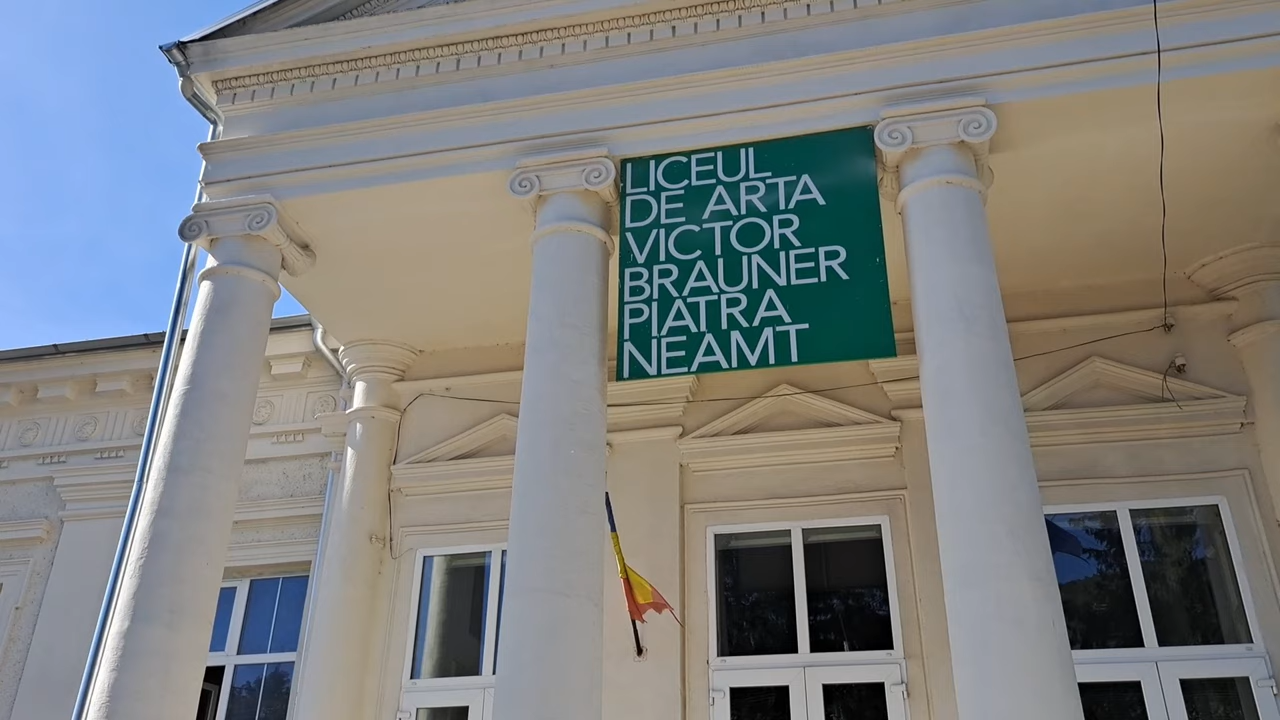 LICEUL
DE ARTA
VICTOR
BRAUNER
PIATRA
NEAMT